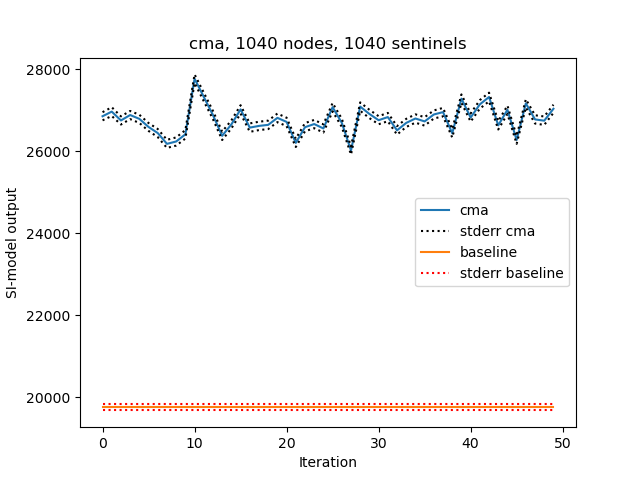 cma, 1040 nodes, 1040 sentinels
28000
26000
24000
22000
20000
SI-model output
cma
stderr cma
baseline
stderr baseline
0
10
20
30
40
50
Iteration